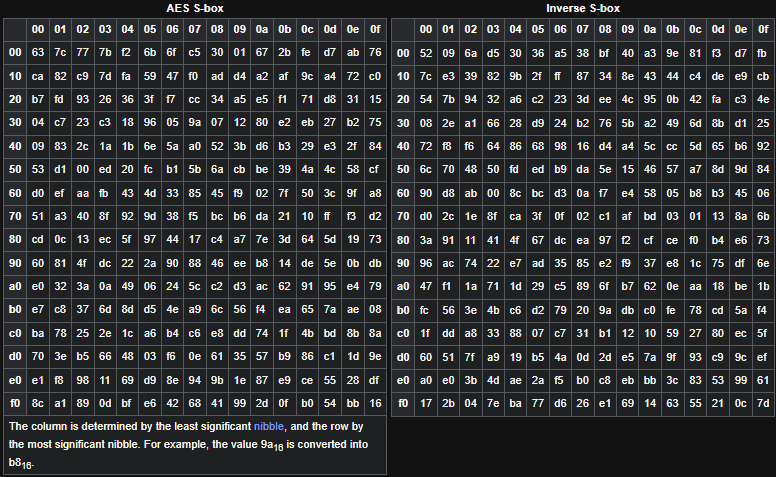 AES S-box
00 01 02 03 04 05 06 07 08 09 0a 0b 0c 0d 0e 0f
00 63 7c 77 7b f2 6b 6f c5 30 01 67 2b fe d7 ab 76
10 ca 82 c9 7d fa 59 47 f0 ad d4 a2 af 9c a4 72 c0
20 b7 fd 93 26 36 3f f7 cc 34 a5 e5 f1 71 d8 31 15
30 04 c7 23 c3 18 96 05 9a 07 12 80 e2 eb 27 b2 75
40 09 83 2c 1a 1b 6e 5a a0 52 3b d6 b3 29 e3 2f 84
50 53 d1 00 ed 20 fc b1 5b 6a cb be 39 4a 4c 58 cf
60 d0 ef aa fb 43 4d 33 85 45 f9 02 7f 50 3c 9f a8
70 51 a3 40 8f 92 9d 38 f5 bc b6 da 21 10 ff f3 d2
80 cd 0c 13 ec 5f 97 44 17 c4 a7 7e 3d 64 5d 19 73
90 60 81 4f dc 22 2a 90 88 46 ee b8 14 de 5e 0b db
a0 e0 32 3a 0a 49 06 24 5c c2 d3 ac 62 91 95 e4 79
b0 e7 c8 37 6d 8d d5 4e a9 6c 56 f4 ea 65 7a ae 08
c0 ba 78 25 2e 1c a6 b4 c6 e8 dd 74 1f 4b bd 8b 8a
d0 70 3e b5 66 48 03 f6 0e 61 35 57 b9 86 c1 1d 9e
e0 e1 f8 98 11 69 d9 8e 94 9b 1e 87 e9 ce 55 28 df
f0 8c a1 89 0d bf e6 42 68 41 99 2d 0f b0 54 bb 16
The column is determined by the least significant nibble, and the row by
the most significant nibble. For example, the value 9a16 is converted into
b816.
Inverse S-box
00 01 02 03 04 05 06 07 08 09 0a 0b 0c 0d 0e 0f
00 52 09 6a d5 30 36 a5 38 bf 40 a3 9e 81 f3 d7 fb
10 7c e3 39 82 9b 2f ff 87 34 8e 43 44 c4 de e9 cb
20 54 7b 94 32 a6 c2 23 3d ee 4c 95 0b 42 fa c3 4e
30 08 2e a1 66 28 d9 24 b2 76 5b a2 49 6d 8b d1 25
40 72 f8 f6 64 86 68 98 16 d4 a4 5c cc 5d 65 b6 92
50 6c 70 48 50 fd ed b9 da 5e 15 46 57 a7 8d 9d 84
60 90 d8 ab 00 8c bc d3 0a f7 e4 58 05 b8 b3 45 06
70 d0 2c 1e 8f ca 3f 0f 02 c1 af bd 03 01 13 8a 6b
80 3a 91 11 41 4f 67 dc ea 97 f2 cf ce f0 b4 e6 73
90 96 ac 74 22 e7 ad 35 85 e2 f9 37 e8 1c 75 df 6e
a0 47 f1 1a 71 1d 29 c5 89 6f b7 62 0e aa 18 be 1b
b0 fc 56 3e 4b c6 d2 79 20 9a db c0 fe 78 cd 5a f4
c0 1f dd a8 33 88 07 c7 31 b1 12 10 59 27 80 ec 5f
d0 60 51 7f a9 19 b5 4a 0d 2d e5 7a 9f 93 c9 9c ef
e0 a0 e0 3b 4d ae 2a f5 b0 c8 eb bb 3c 83 53 99 61
f0 17 2b 04 7e ba 77 d6 26 e1 69 14 63 55 21 0c 7d